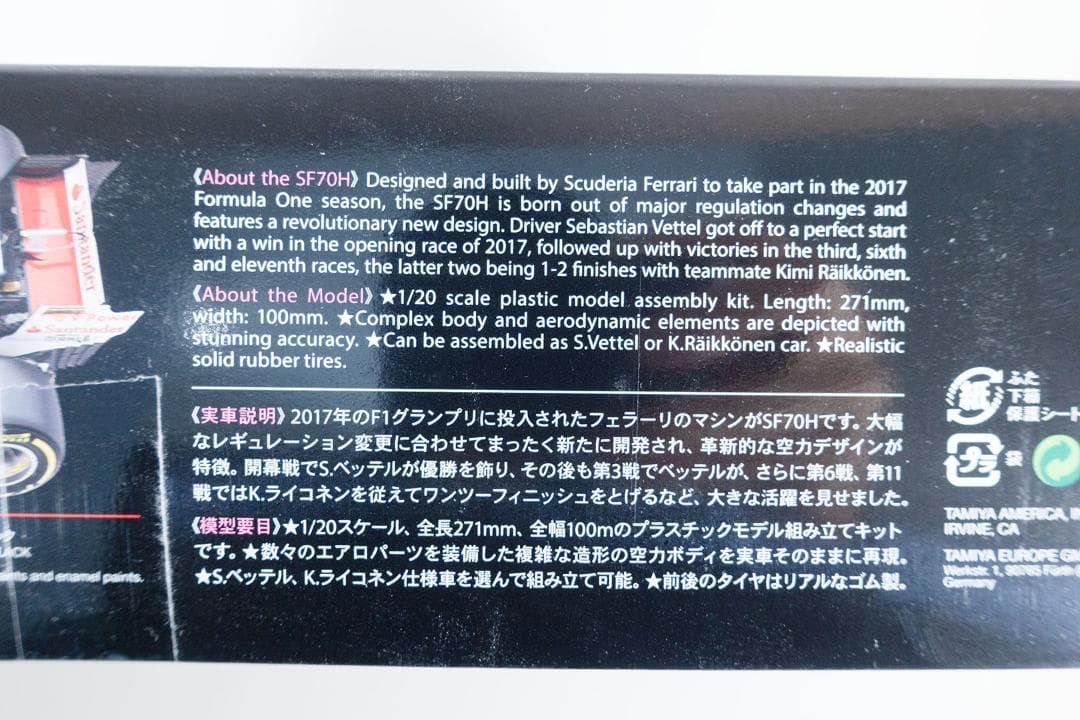 《About the SF70H》 Designed and built by Scuderia Ferrari to take part in the 2017
Formula One season, the SF70H is born out of major regulation changes and
features a revolutionary new design. Driver Sebastian Vettel got off to a perfect start
with a win in the opening race of 2017, followed up with victories in the third, sixth
and eleventh races, the latter two being 1-2 finishes with teammate Kimi Räikkönen.
《About the Model》 ★1/20 scale plastic model assembly kit. Length: 271mm,
width: 100mm. ★Complex body and aerodynamic elements are depicted with
stunning accuracy. ★Can be assembled as S.Vettel or K.Räikkönen car. ★Realistic
solid rubber tires.
《実車説明》 2017年のF1グランプリに投入されたフェラーリのマシンがSF70Hです。大幅
なレギュレーション変更に合わせてまったく新たに開発され、革新的な空力デザインが
特徴。開幕戦でS.ベッテルが優勝を飾り、その後も第3戦でベッテルが、さらに第6戦、第11
戦ではK.ライコネンを従えてワンツーフィニッシュをとげるなど、大きな活躍を見せました。
《模型要目》★1/20スケール、全長271mm、全幅100mのプラスチックモデル組み立てキット
です。★数々のエアロパーツを装備した複雑な造形の空力ボディを実車そのままに再現。
★S.ベッテル、K.ライコネン仕様車を選んで組み立て可能。★前後のタイヤはリアルなゴム製。
Santander
Power
Santander
ク
LACK
and enamel paints.
紙
ふた
下箱
保護シート
プラ
袋
TAMIYA AMERICA, IN
IRVINE, CA
TAMIYA EUROPE GM
Werkstr. 1, 90765 Fürth
Germany